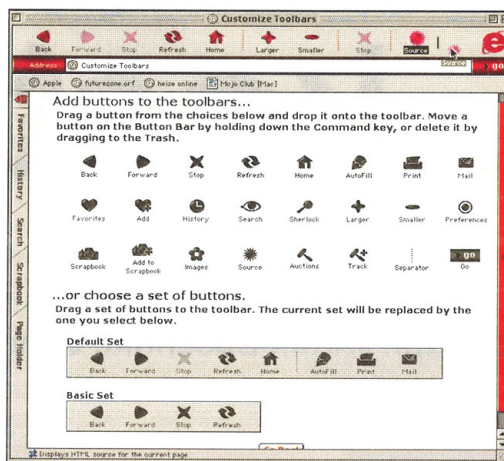 Customize Toolbars
Back Forward Stop Refresh Home Larger Smaller Stop Source
Source
Address Customize Toolbars go
Apple futurezone.orf heise online Mojo Club [Mac]
Favorites
History
Search
Scrapbook
Page Holder
Add buttons to the toolbars...
Drag a button from the choices below and drop it onto the toolbar. Move a
button on the Button Bar by holding down the Command key, or delete it by
dragging to the Trash.
Back Forward Stop Refresh Home AutoFill Print Mail
Favorites Add History Search Sherlock Larger Smaller Preferences
Scrapbook Add to Scrapbook Images Source Auctions Track Separator Go
go
...or choose a set of buttons.
Drag a set of buttons to the toolbar. The current set will be replaced by the
one you select below.
Default Set
Back Forward Stop Refresh Home AutoFill Print Mail
Basic Set
Back Forward Stop Refresh
Displays HTML source for the current page